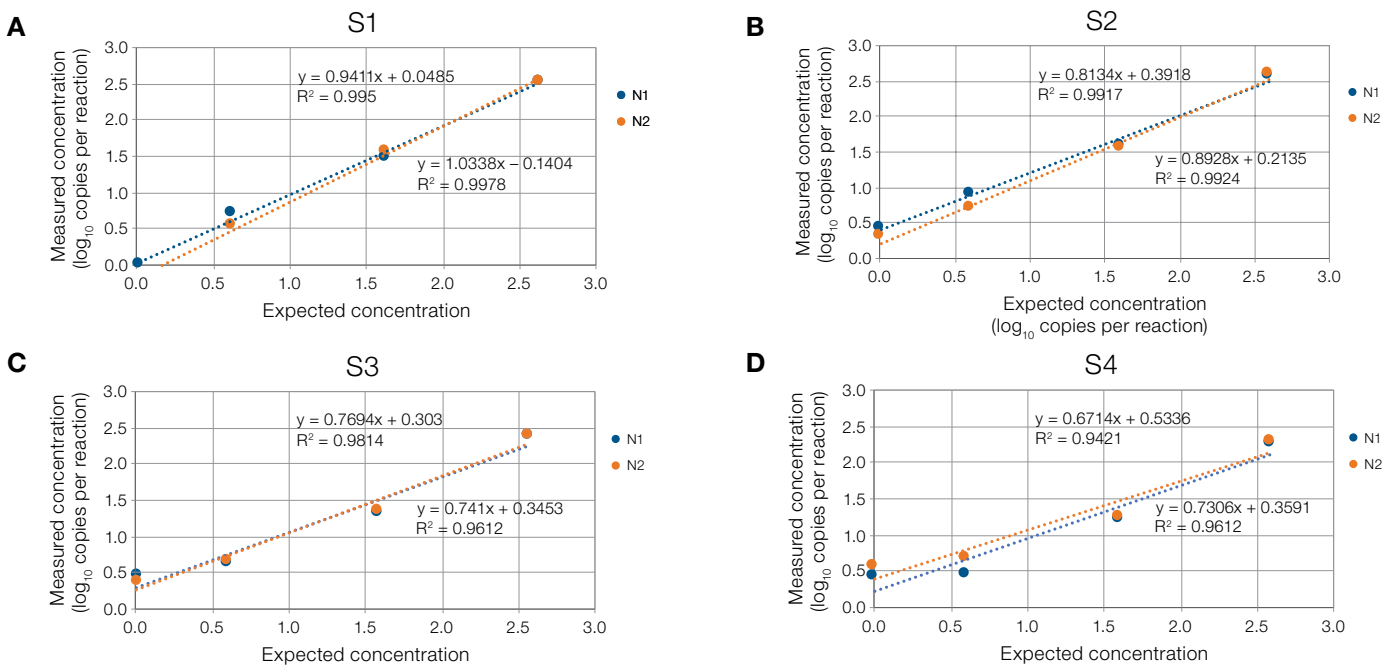 A
S1
Measured concentration
(log10 copies per reaction)
3.0
2.5
2.0
1.5
1.0
0.5
0.0
y = 0.9411x + 0.0485
R² = 0.995
y = 1.0338x – 0.1404
R² = 0.9978
N1
N2
0.0 0.5 1.0 1.5 2.0 2.5 3.0
Expected concentration
B
S2
Measured concentration
(log10 copies per reaction)
3.0
2.5
2.0
1.5
1.0
0.5
0.0
y = 0.8134x + 0.3918
R² = 0.9917
y = 0.8928x + 0.2135
R² = 0.9924
N1
N2
0.0 0.5 1.0 1.5 2.0 2.5 3.0
Expected concentration
(log10 copies per reaction)
C
S3
Measured concentration
(log10 copies per reaction)
3.0
2.5
2.0
1.5
1.0
0.5
0.0
y = 0.7694x + 0.303
R² = 0.9814
y = 0.741x + 0.3453
R² = 0.9612
N1
N2
0.0 0.5 1.0 1.5 2.0 2.5 3.0
Expected concentration
D
S4
Measured concentration
(log10 copies per reaction)
3.0
2.5
2.0
1.5
1.0
0.5
0.0
y = 0.6714x + 0.5336
R² = 0.9421
y = 0.7306x + 0.3591
R² = 0.9612
N1
N2
0.0 0.5 1.0 1.5 2.0 2.5 3.0
Expected concentration